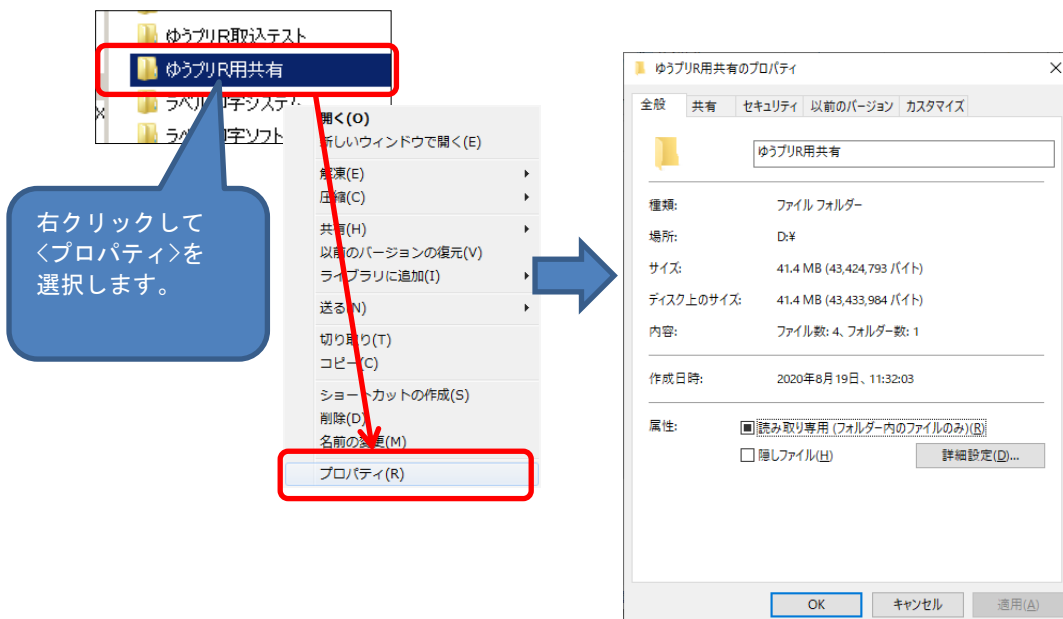 ゆうプリR取込テスト
ゆうプリR用共有
開く(O)
新しいウィンドウで開く(E)
解凍(E)
圧縮(C)
共有(H)
以前のバージョンの復元(V)
ライブラリに追加(I)
送る(N)
切り取り(T)
コピー(C)
ショートカットの作成(S)
削除(D)
名前の変更(M)
プロパティ(R)
右クリックして
<プロパティ>を
選択します。
ゆうプリR用共有のプロパティ
全般 共有 セキュリティ 以前のバージョン カスタマイズ
ゆうプリR用共有
種類: ファイル フォルダー
場所: D:¥
サイズ: 41.4 MB (43,424,793 バイト)
ディスク上のサイズ: 41.4 MB (43,433,984 バイト)
内容: ファイル数: 4、フォルダー数: 1
作成日時: 2020年8月19日、11:32:03
属性: 読み取り専用 (フォルダー内のファイルのみ)(R)
隠しファイル(H) 詳細設定(D)...
OK キャンセル 適用(A)